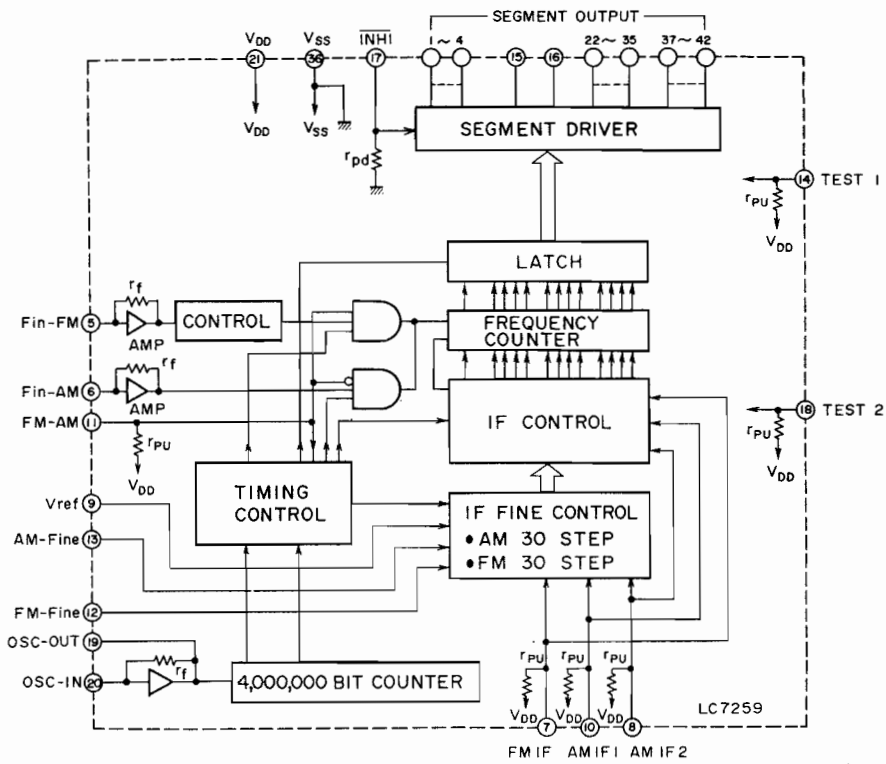 SEGMENT OUTPUT
VDD VSS INHI 1 ~ 4 22 ~ 35 37 ~ 42
21 36 17 15 16
VDD VSS
SEGMENT DRIVER
rpd
14 TEST 1
rPU
VDD
LATCH
rf
Fin-FM 5 CONTROL
AMP
FREQUENCY
COUNTER
rf
Fin-AM 6
AMP
IF CONTROL
18 TEST 2
FM-AM 11
rPU
rPU
VDD
VDD
TIMING
CONTROL
Vref 9
IF FINE CONTROL
AM-Fine 13
• AM 30 STEP
• FM 30 STEP
FM-Fine 12
OSC-OUT 19
rf
OSC-IN 20
4,000,000 BIT COUNTER
rPU rPU rPU
VDD VDD VDD
LC7259
7 10 8
FM IF AM IF1 AM IF2